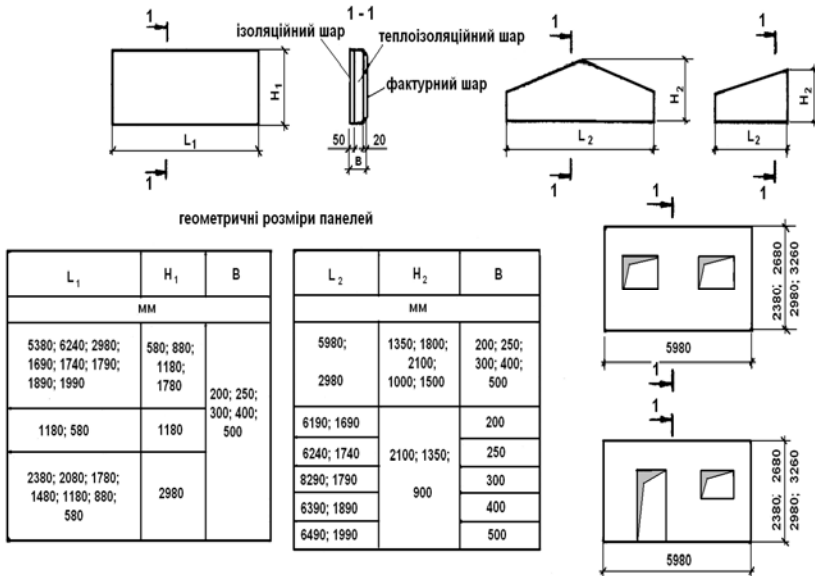 1
1 - 1
ізоляційний шар
теплоізоляційний шар
фактурний шар
H₁
L₁
50
20
B
1
1
1
H₂
H₂
L₂
L₂
1
1
геометричні розміри панелей
L₁ H₁ B
мм
5380; 6240; 2980;
1690; 1740; 1790;
1890; 1990
580; 880;
1180;
1780
200; 250;
300; 400;
500
1180; 580
1180
2380; 2080; 1780;
1480; 1180; 880;
580
2980
L₂ H₂ B
мм
5980;
2980
1350; 1800;
2100;
1000; 1500
200; 250;
300; 400;
500
6190; 1690
200
6240; 1740
250
8290; 1790
300
6390; 1890
400
6490; 1990
500
2100; 1350;
900
1
2380; 2680
2980; 3260
5980
1
1
2380; 2680
2980; 3260
5980
1